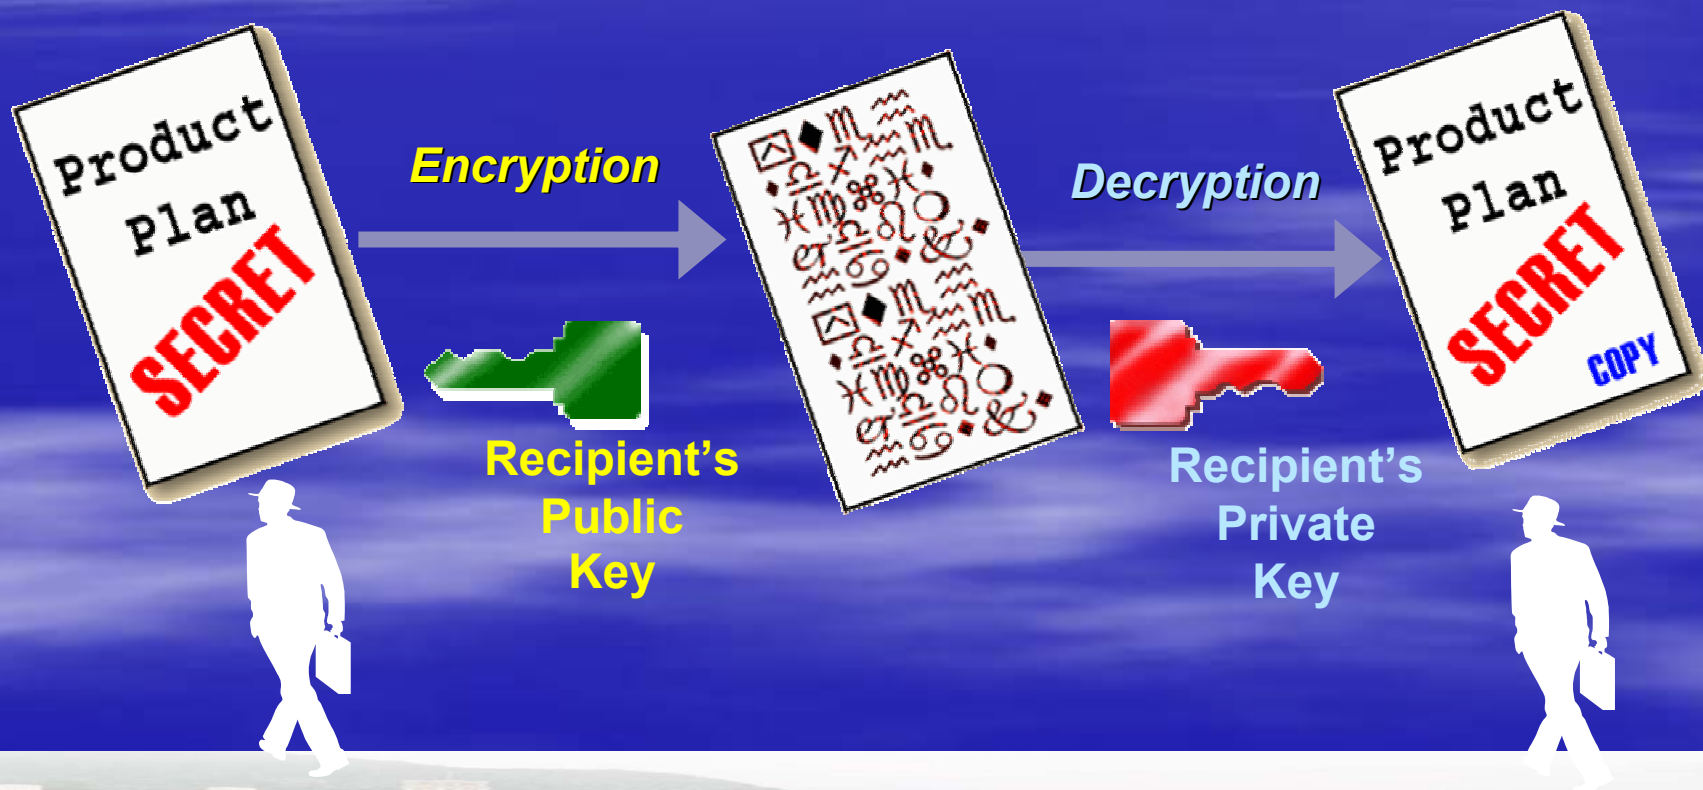 Product
Plan
SECRET
Encryption
Recipient’s
Public
Key
Decryption
Recipient’s
Private
Key
Product
Plan
SECRET
COPY